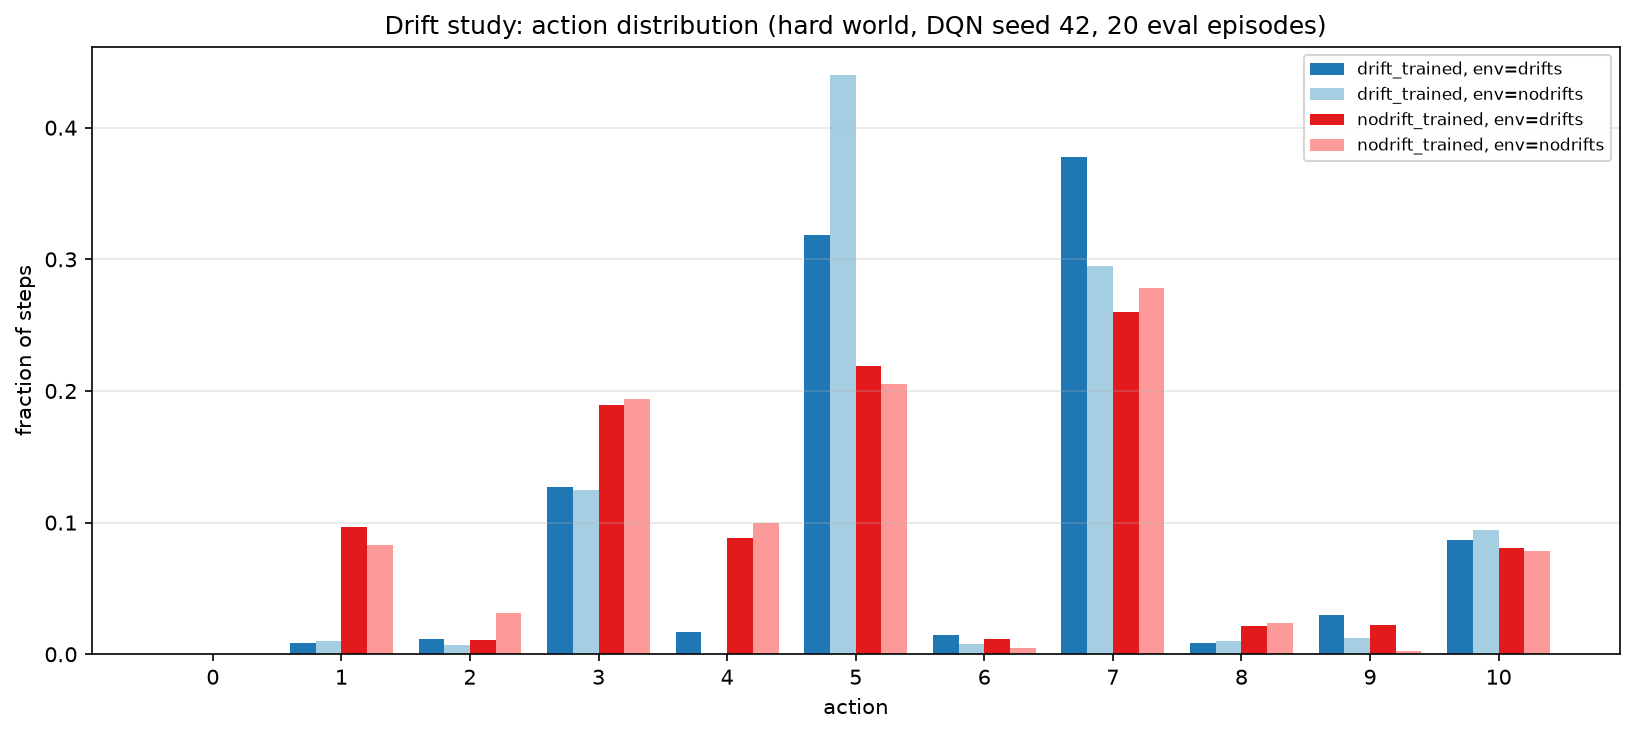 Drift study: action distribution (hard world, DQN seed 42, 20 eval episodes)
drift_trained, env=drifts
drift_trained, env=nodrifts
nodrift_trained, env=drifts
nodrift_trained, env=nodrifts
fraction of steps
0.4
0.3
0.2
0.1
0.0
0 1 2 3 4 5 6 7 8 9 10
action